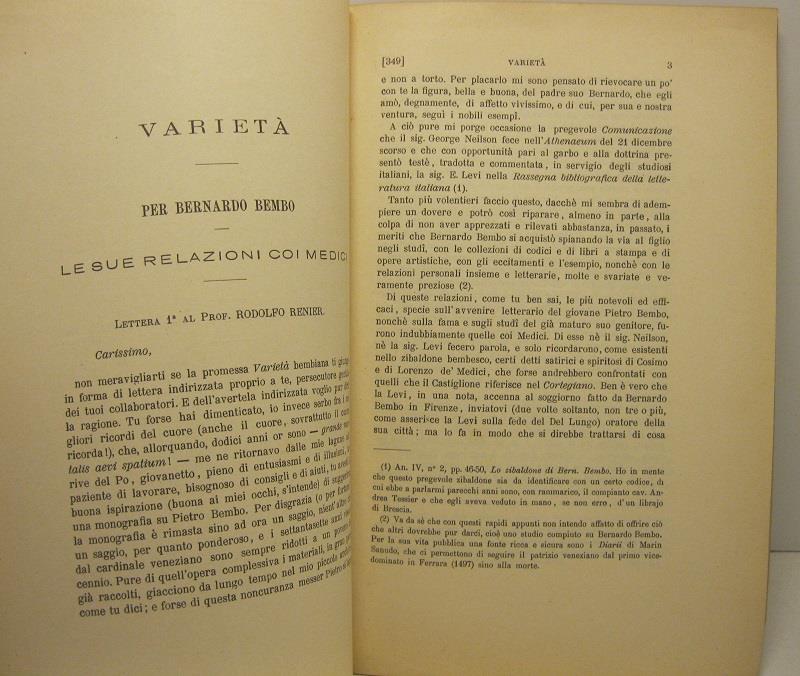 VARIETÀ
PER BERNARDO BEMBO
LE SUE RELAZIONI COI MEDICI
LETTERA 1ª AL PROF. RODOLFO RENIER.
Carissimo,
non meravigliarti se la promessa Varietà bembiana ti giunge
in forma di lettera indirizzata proprio a te, persecutore
dei tuoi collaboratori. E d'avertela indirizzata voglio pur
la ragione. Tu forse hai dimenticato, io invece serbo fra i
gliori ricordi del cuore (anche il cuore, sovrattutto il cuore
ricorda!), che, allorquando, dodici anni or sono — grande
talis aevi spatium! — me ne ritornavo dalle mie lagune
rive del Po, giovanetto, pieno di entusiasmi e di illusioni,
paziente di lavorare, bisognoso di consigli e di aiuti, tu
buona ispirazione (buona ai miei occhi, s'intende) di
una monografia su Pietro Bembo. Per disgrazia (o per fortuna
la monografia è rimasta sino ad ora un saggio,
un saggio, per quanto ponderoso, e i settantasette anni
dal cardinale veneziano sono sempre ridotti a un
cennio. Pure di quell'opera complessiva i materiali, in gran
già raccolti, giacciono da lungo tempo nel mio piccolo
come tu dici; e forse di questa noncuranza messer Pietro
[349] VARIETÀ 3
e non a torto. Per placarlo mi sono pensato di rievocare un po'
con te la figura, bella e buona, del padre suo Bernardo, che egli
amò, degnamente, di affetto vivissimo, e di cui, per sua e nostra
ventura, seguì i nobili esempî.
A ciò pure mi porge occasione la pregevole Comunicazione
che il sig. George Neilson fece nell'Athenaeum del 21 dicembre
scorso e che con opportunità pari al garbo e alla dottrina pre-
sentò testè, tradotta e commentata, in servigio degli studiosi
italiani, la sig. E. Levi nella Rassegna bibliografica della lette-
ratura italiana (1).
Tanto più volentieri faccio questo, dacchè mi sembra di adem-
piere un dovere e potrò così riparare, almeno in parte, alla
colpa di non aver apprezzati e rilevati abbastanza, in passato, i
meriti che Bernardo Bembo si acquistò spianando la via al figlio
negli studî, con le collezioni di codici e di libri a stampa e di
opere artistiche, con gli eccitamenti e l'esempio, nonchè con le
relazioni personali insieme e letterarie, molte e svariate e ve-
ramente preziose (2).
Di queste relazioni, come tu ben sai, le più notevoli ed effi-
caci, specie sull'avvenire letterario del giovane Pietro Bembo,
nonchè sulla fama e sugli studî del già maturo suo genitore,
furono indubbiamente quelle coi Medici. Di esse nè il sig. Neilson,
nè la sig. Levi fecero parola, e solo ricordarono, come esistenti
nello zibaldone bembesco, certi detti satirici e spiritosi di Cosimo
e di Lorenzo de' Medici, che forse andrebbero confrontati con
quelli che il Castiglione riferisce nel Cortegiano. Ben è vero che
la Levi, in una nota, accenna al soggiorno fatto da Bernardo
Bembo in Firenze, inviatovi (due volte soltanto, non tre o più,
come asserisce la Levi sulla fede del Del Lungo) oratore della
sua città; ma lo fa in modo che si direbbe trattarsi di cosa
(1) An. IV, nº 2, pp. 46-50, Lo zibaldone di Bern. Bembo. Ho in mente
che questo pregevole zibaldone sia da identificare con un certo codice, di
cui ebbe a parlarmi parecchi anni sono, con rammarico, il compianto cav. An-
drea Tessier e che egli aveva veduto in mano, se non erro, d'un librajo
di Brescia.
(2) Va da sè che con questi rapidi appunti non intendo affatto di offrire ciò
che altri dovrebbe pur darci, cioè uno studio compiuto su Bernardo Bembo.
Per la sua vita pubblica una fonte ricca e sicura sono i Diarii di Marin
Sanudo, che ci permettono di seguire il patrizio veneziano dal primo vice-
dominato in Ferrara (1497) sino alla morte.